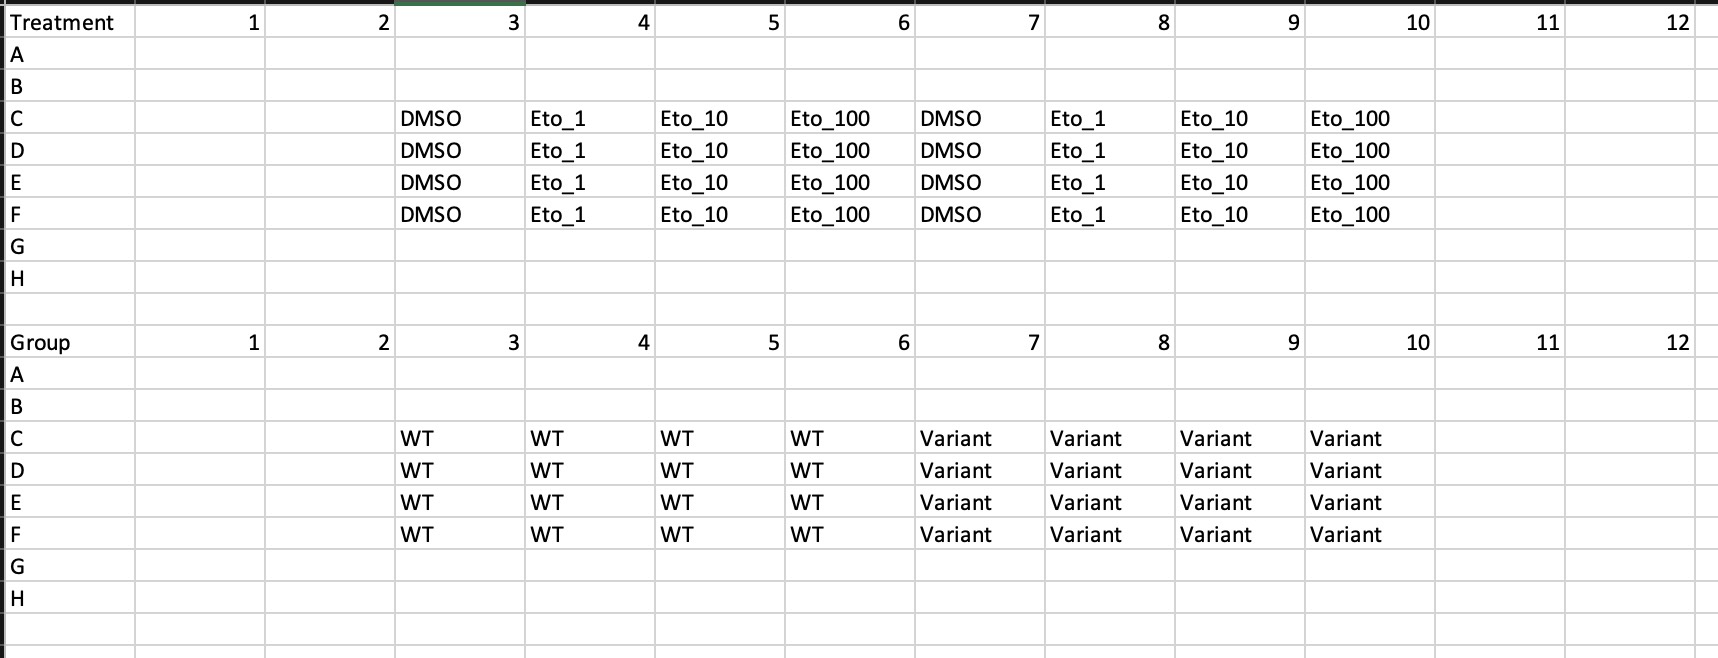 Treatment 1 2 3 4 5 6 7 8 9 10 11 12
A
B
C DMSO Eto_1 Eto_10 Eto_100 DMSO Eto_1 Eto_10 Eto_100
D DMSO Eto_1 Eto_10 Eto_100 DMSO Eto_1 Eto_10 Eto_100
E DMSO Eto_1 Eto_10 Eto_100 DMSO Eto_1 Eto_10 Eto_100
F DMSO Eto_1 Eto_10 Eto_100 DMSO Eto_1 Eto_10 Eto_100
G
H
Group 1 2 3 4 5 6 7 8 9 10 11 12
A
B
C WT WT WT WT Variant Variant Variant Variant
D WT WT WT WT Variant Variant Variant Variant
E WT WT WT WT Variant Variant Variant Variant
F WT WT WT WT Variant Variant Variant Variant
G
H